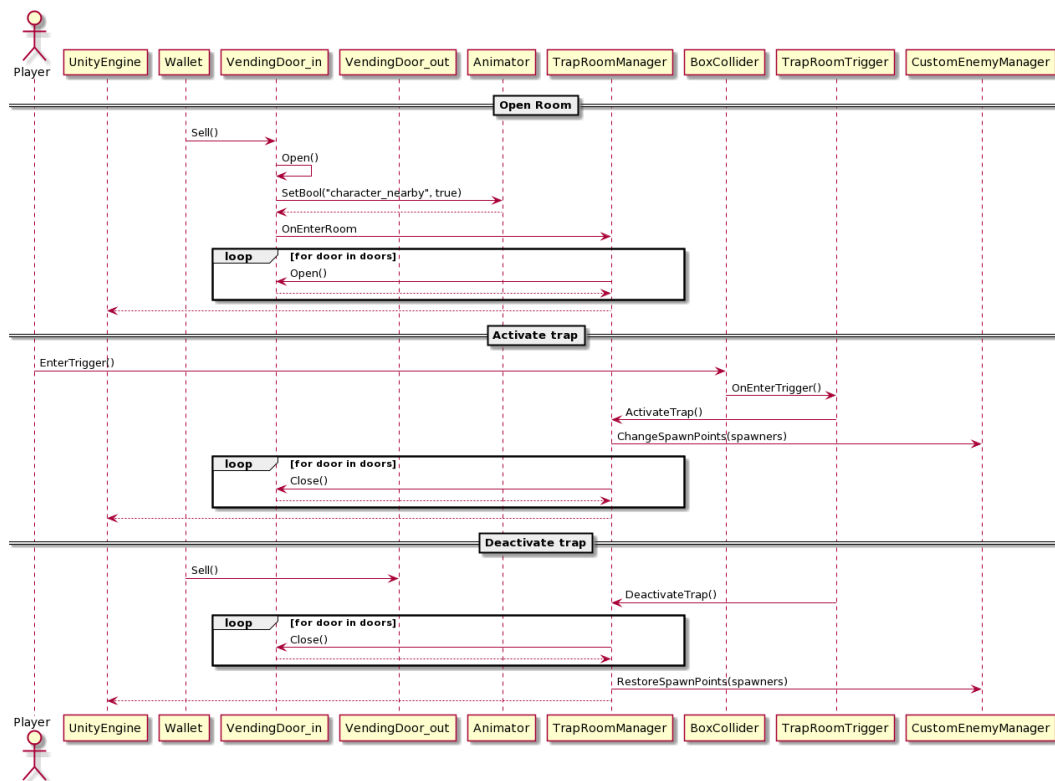 Player
UnityEngine
Wallet
VendingDoor_in
VendingDoor_out
Animator
TrapRoomManager
BoxCollider
TrapRoomTrigger
CustomEnemyManager
Open Room
Sell()
Open()
SetBool("character_nearby", true)
OnEnterRoom
loop [for door in doors]
Open()
Activate trap
EnterTrigger()
OnEnterTrigger()
ActivateTrap()
ChangeSpawnPoints(spawners)
loop [for door in doors]
Close()
Deactivate trap
Sell()
DeactivateTrap()
loop [for door in doors]
Close()
RestoreSpawnPoints(spawners)
Player
UnityEngine
Wallet
VendingDoor_in
VendingDoor_out
Animator
TrapRoomManager
BoxCollider
TrapRoomTrigger
CustomEnemyManager